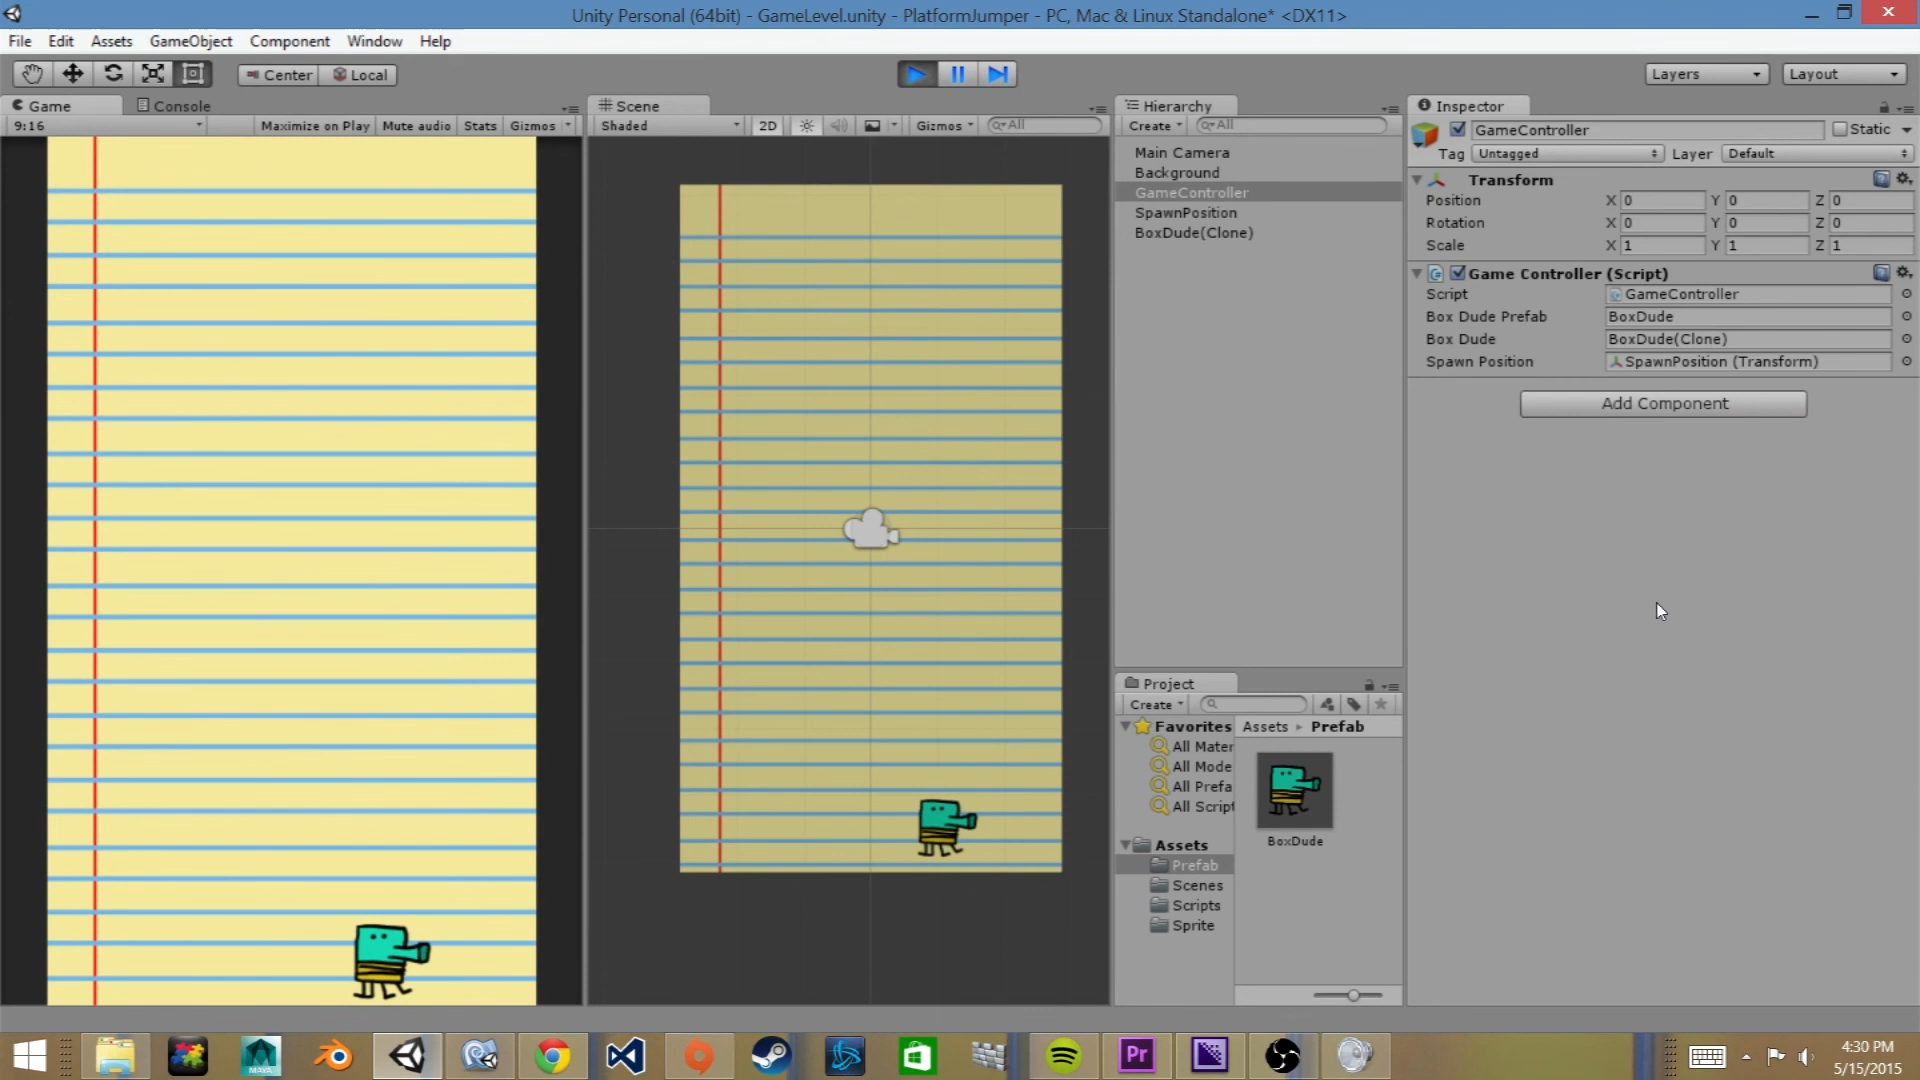 Unity Personal (64bit) - GameLevel.unity - PlatformJumper - PC, Mac & Linux Standalone* <DX11>
File Edit Assets GameObject Component Window Help
Center Local Layers Layout
Game Console
9:16 Maximize on Play Mute audio Stats Gizmos
Scene
Shaded 2D Gizmos All
Hierarchy
Create All
Main Camera
Background
GameController
SpawnPosition
BoxDude(Clone)
Project
Create
Favorites
All Mater
All Mode
All Prefa
All Script
Assets
Prefab
Scenes
Scripts
Sprite
Assets Prefab
BoxDude
Inspector
GameController Static
Tag Untagged Layer Default
Transform
Position X 0 Y 0 Z 0
Rotation X 0 Y 0 Z 0
Scale X 1 Y 1 Z 1
Game Controller (Script)
Script GameController
Box Dude Prefab BoxDude
Box Dude BoxDude(Clone)
Spawn Position SpawnPosition (Transform)
Add Component
MAYA
Pr
4:30 PM
5/15/2015